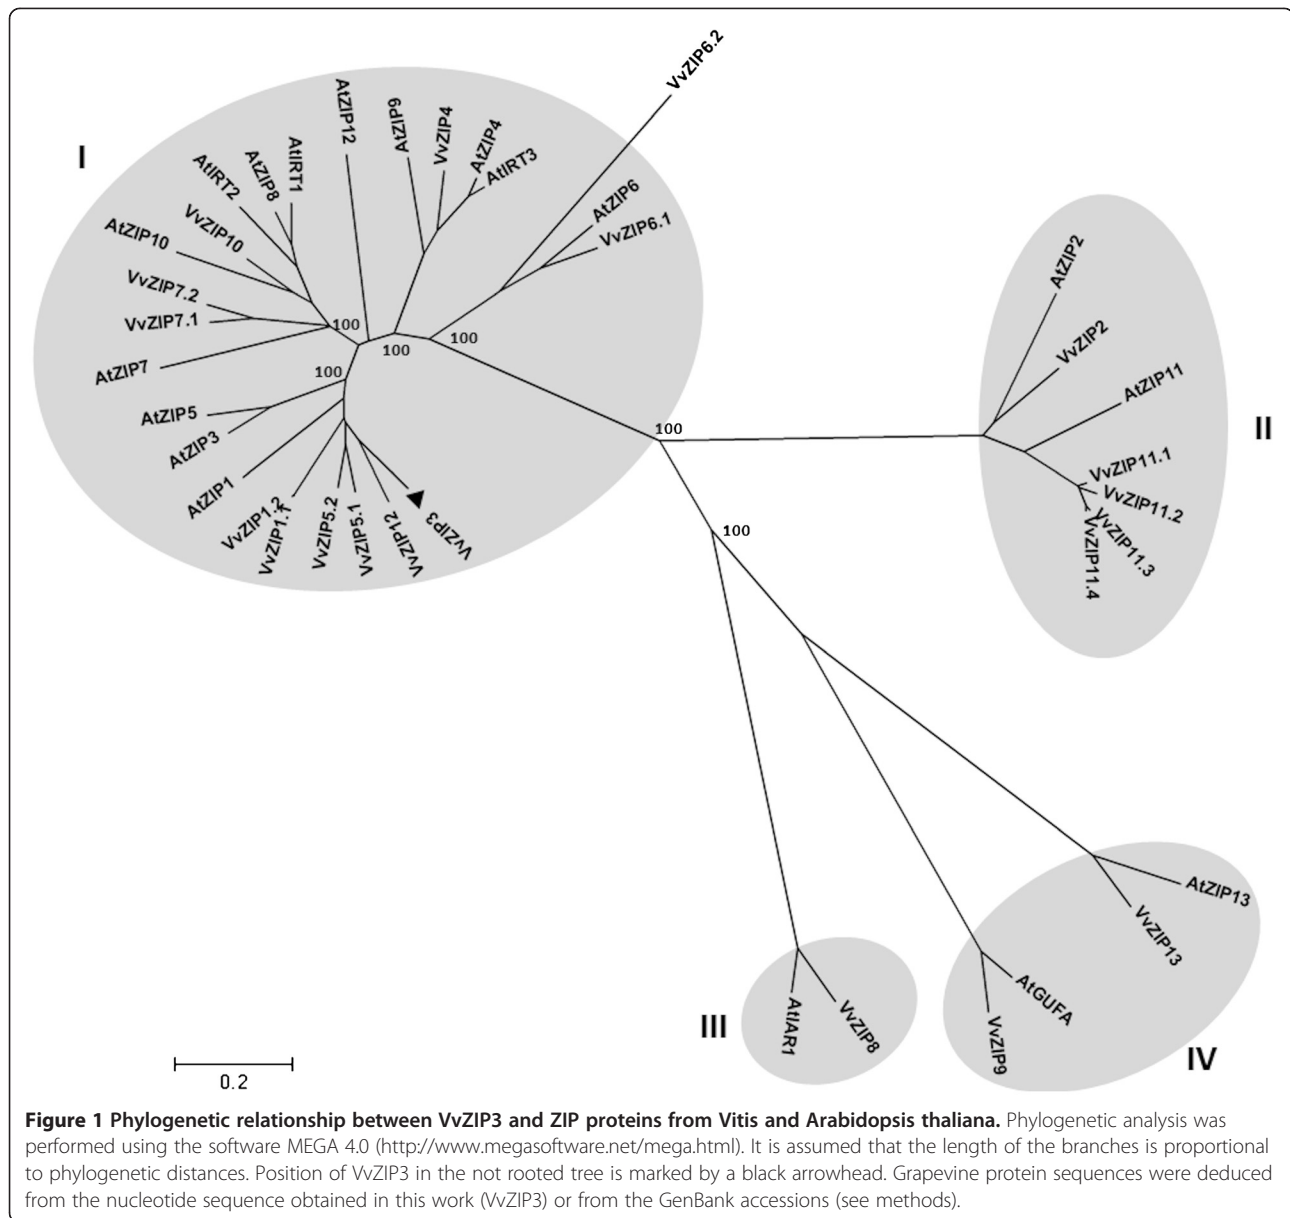 VvZIP6.2
I
AtZIP12
AtZIP9
VvZIP4
AtZIP4
AtIRT3
AtIRT1
AtZIP8
AtIRT2
VvZIP10
AtZIP10
VvZIP7.2
VvZIP7.1
AtZIP7
AtZIP5
AtZIP3
AtZIP1
VvZIP1.2
VvZIP1.1
VvZIP5.2
VvZIP5.1
VvZIP12
VvZIP3
AtZIP6
VvZIP6.1
100
100
100
100
100
100
AtZIP2
VvZIP2
AtZIP11
VvZIP11.1
VvZIP11.2
VvZIP11.3
VvZIP11.4
II
AtZIP13
VvZIP13
AtGUFA
VvZIP9
IV
III
AtIAR1
VvZIP8
0.2
Figure 1 Phylogenetic relationship between VvZIP3 and ZIP proteins from Vitis and Arabidopsis thaliana. Phylogenetic analysis was
performed using the software MEGA 4.0 (http://www.megasoftware.net/mega.html). It is assumed that the length of the branches is proportional
to phylogenetic distances. Position of VvZIP3 in the not rooted tree is marked by a black arrowhead. Grapevine protein sequences were deduced
from the nucleotide sequence obtained in this work (VvZIP3) or from the GenBank accessions (see methods).